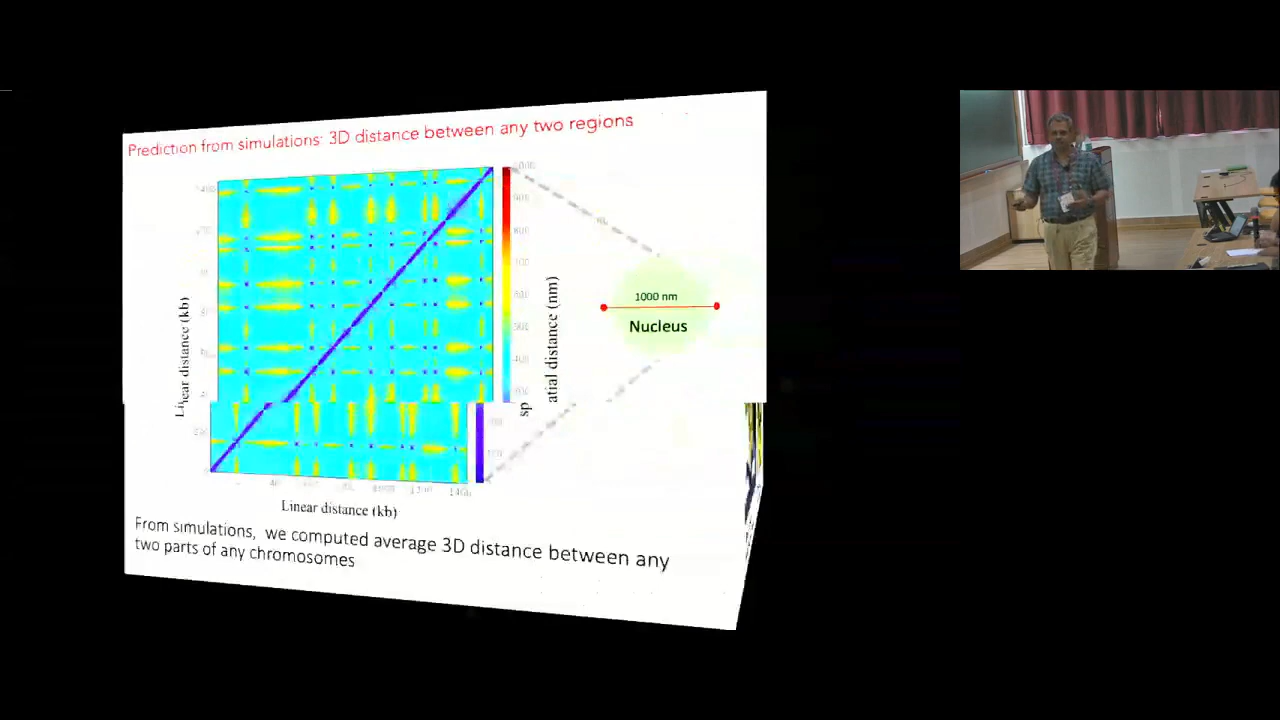 Prediction from simulations: 3D distance between any two regions
Linear distance (kb)
spatial distance (nm)
1000 nm
Nucleus
Linear distance (kb)
From simulations, we computed average 3D distance between any
two parts of any chromosomes